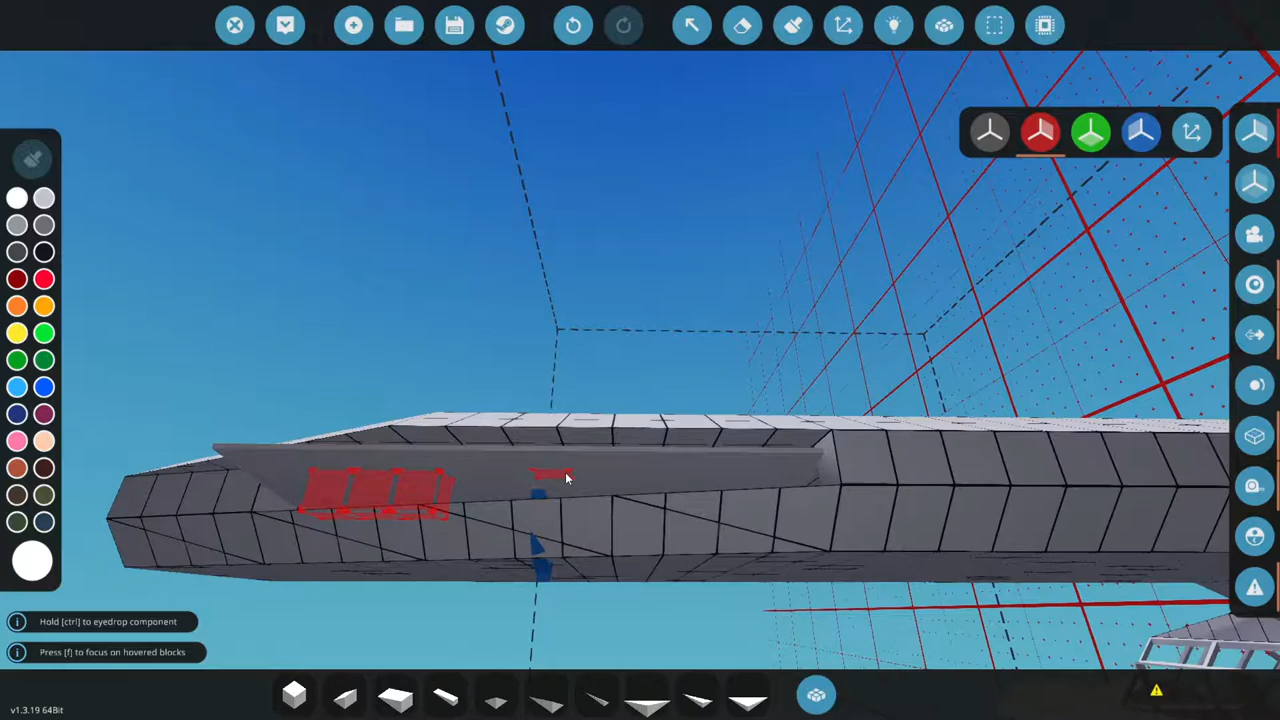 Hold [ctrl] to eyedrop component
Press [f] to focus on hovered blocks
v1.3.19 64Bit